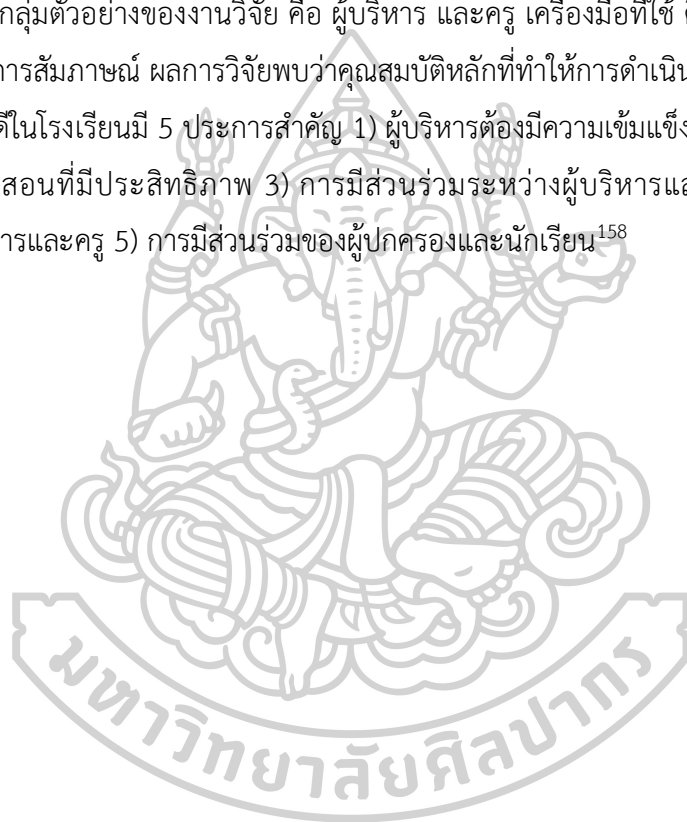 กลุ่มตัวอย่างของงานวิจัย คือ ผู้บริหาร และครู เครื่องมือที่ใช้
การสัมภาษณ์ ผลการวิจัยพบว่าคุณสมบัติหลักที่ทำให้การดำเนิน
ดีในโรงเรียนมี 5 ประการสำคัญ 1) ผู้บริหารต้องมีความเข้มแข็ง
สอนที่มีประสิทธิภาพ 3) การมีส่วนร่วมระหว่างผู้บริหารแล
ารและครู 5) การมีส่วนร่วมของผู้ปกครองและนักเรียน158
มหาวิทยาลัยศิลปากร